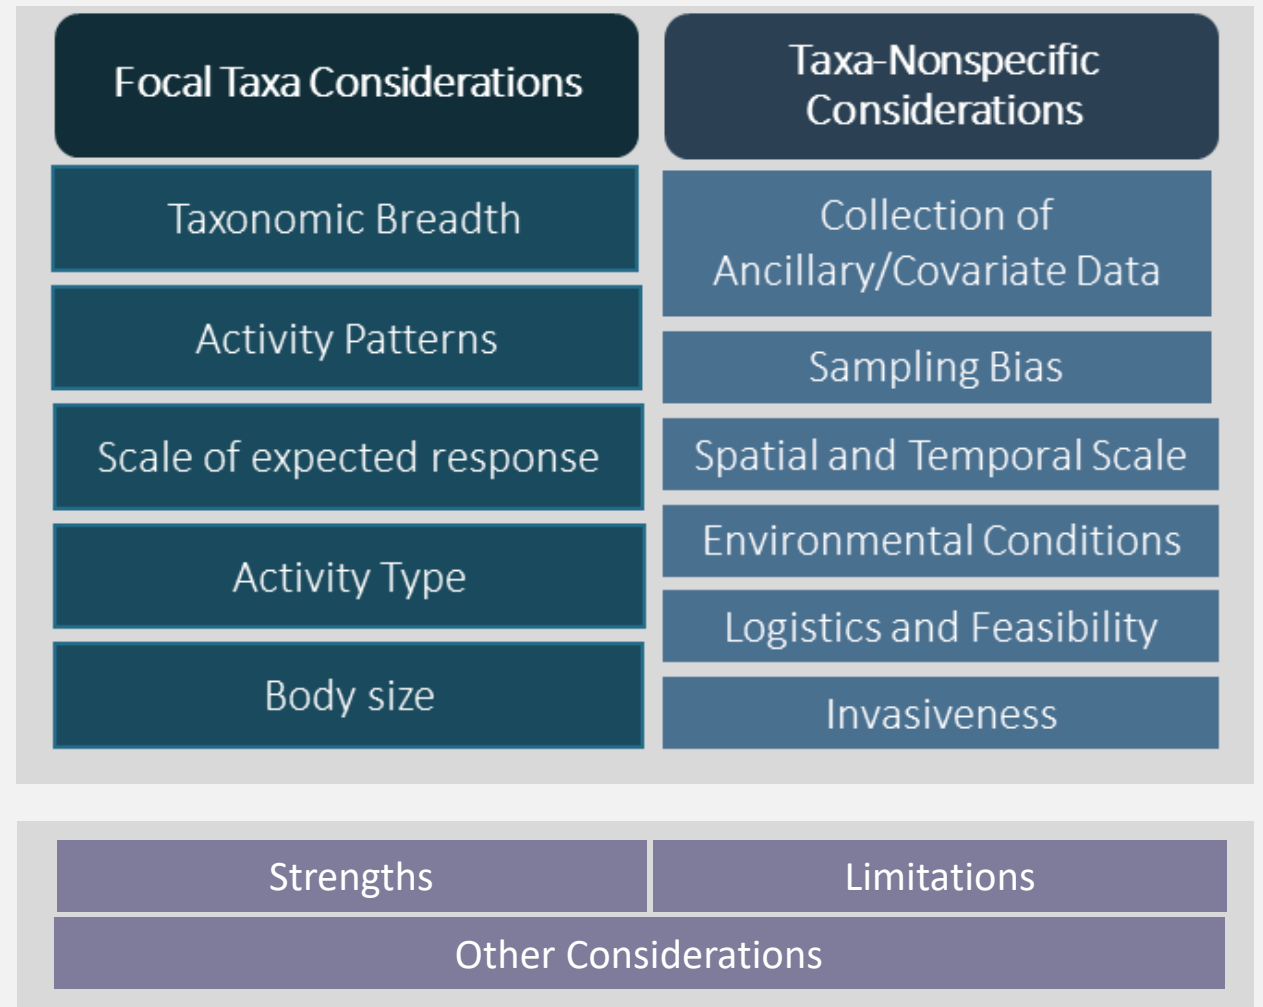 Focal Taxa Considerations
Taxonomic Breadth
Activity Patterns
Scale of expected response
Activity Type
Body size
Taxa-Nonspecific
Considerations
Collection of
Ancillary/Covariate Data
Sampling Bias
Spatial and Temporal Scale
Environmental Conditions
Logistics and Feasibility
Invasiveness
Strengths
Limitations
Other Considerations